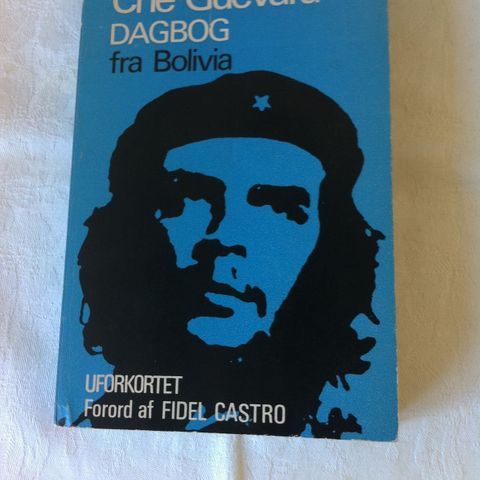 Che Guevara
DAGBOG
fra Bolivia
UFORKORTET
Forord af FIDEL CASTRO